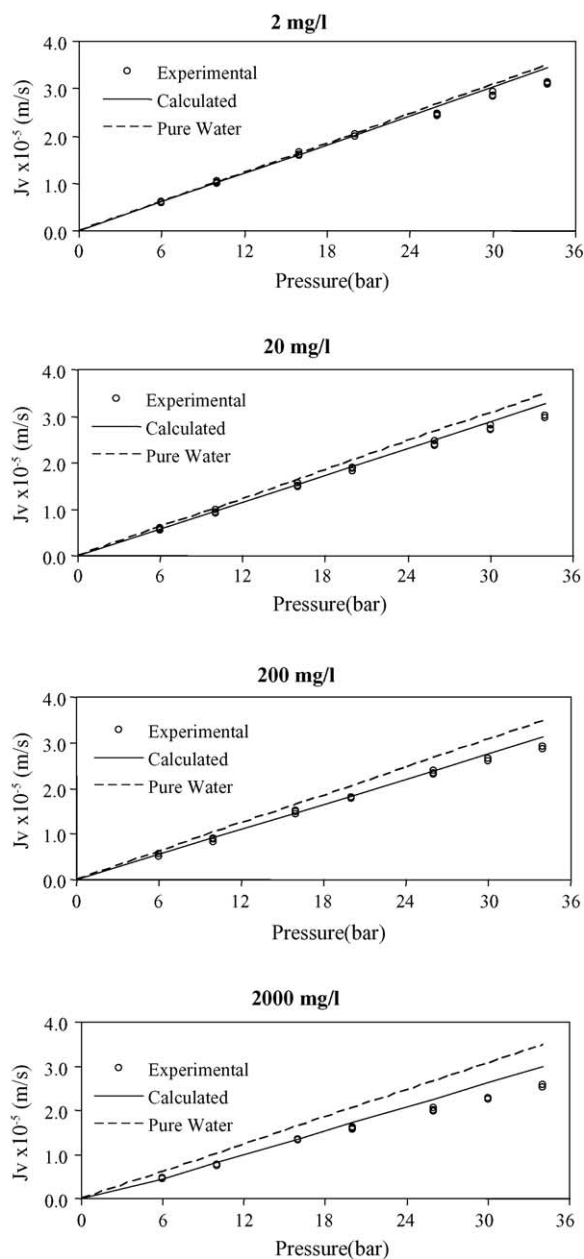 2 mg/l
Jv x10⁻⁵ (m/s)
4.0
3.0
2.0
1.0
0.0
Experimental
Calculated
Pure Water
0 6 12 18 24 30 36
Pressure(bar)
20 mg/l
Jv x10⁻⁵ (m/s)
4.0
3.0
2.0
1.0
0.0
Experimental
Calculated
Pure Water
0 6 12 18 24 30 36
Pressure(bar)
200 mg/l
Jv x10⁻⁵ (m/s)
4.0
3.0
2.0
1.0
0.0
Experimental
Calculated
Pure Water
0 6 12 18 24 30 36
Pressure(bar)
2000 mg/l
Jv x10⁻⁵ (m/s)
4.0
3.0
2.0
1.0
0.0
Experimental
Calculated
Pure Water
0 6 12 18 24 30 36
Pressure(bar)